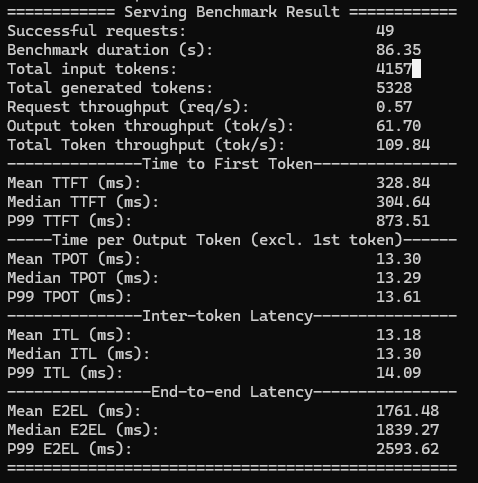 ============ Serving Benchmark Result ============
Successful requests:                     49
Benchmark duration (s):                  86.35
Total input tokens:                      4157
Total generated tokens:                  5328
Request throughput (req/s):              0.57
Output token throughput (tok/s):         61.70
Total Token throughput (tok/s):          109.84
---------------Time to First Token----------------
Mean TTFT (ms):                          328.84
Median TTFT (ms):                        304.64
P99 TTFT (ms):                           873.51
-----Time per Output Token (excl. 1st token)------
Mean TPOT (ms):                          13.30
Median TPOT (ms):                        13.29
P99 TPOT (ms):                           13.61
---------------Inter-token Latency----------------
Mean ITL (ms):                           13.18
Median ITL (ms):                         13.30
P99 ITL (ms):                            14.09
----------------End-to-end Latency----------------
Mean E2EL (ms):                          1761.48
Median E2EL (ms):                        1839.27
P99 E2EL (ms):                           2593.62
==================================================